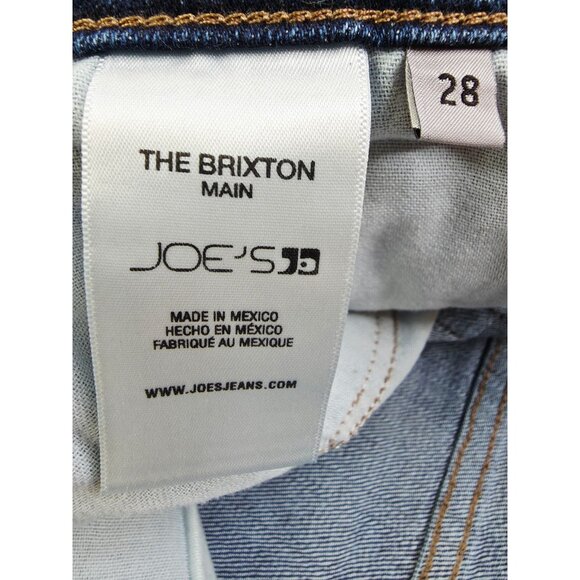 THE BRIXTON
MAIN
JOE'S
MADE IN MEXICO
HECHO EN MÉXICO
FABRIQUÉ AU MEXIQUE
WWW.JOESJEANS.COM
28